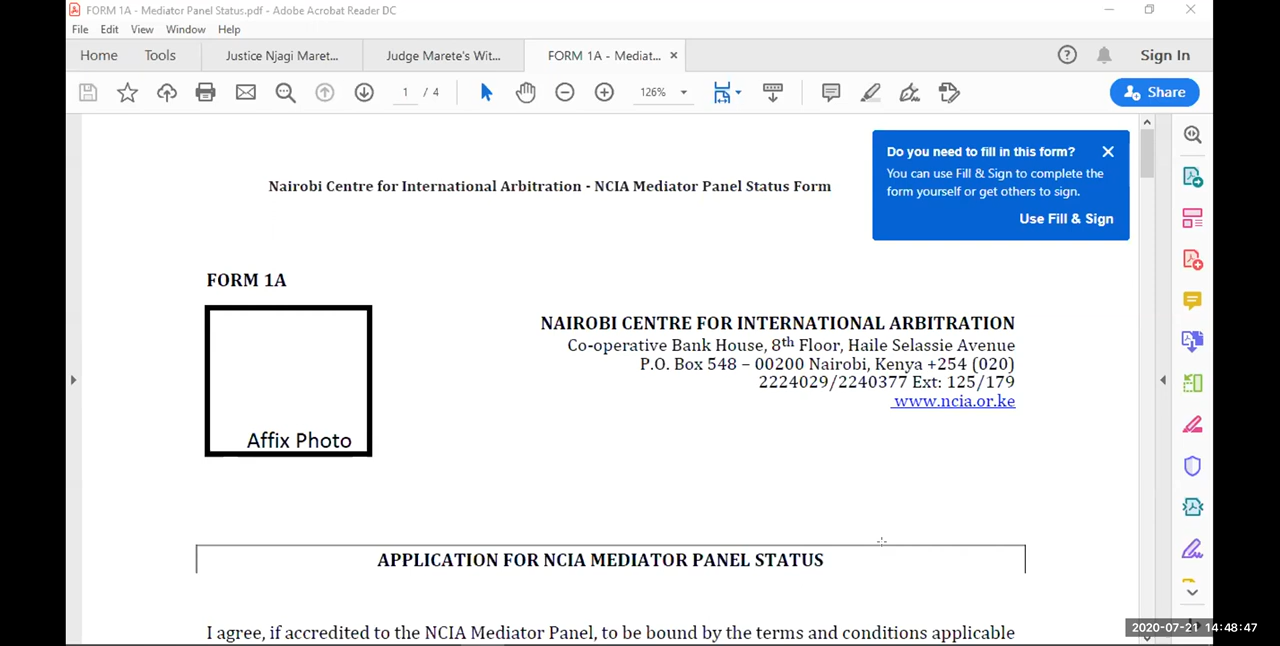 FORM 1A - Mediator Panel Status.pdf - Adobe Acrobat Reader DC
File Edit View Window Help
Home Tools Justice Njagi Maret... Judge Marete's Wit... FORM 1A - Mediat... × Sign In
1 / 4 126% Share
Do you need to fill in this form?
You can use Fill & Sign to complete the
form yourself or get others to sign.
Use Fill & Sign
Nairobi Centre for International Arbitration - NCIA Mediator Panel Status Form
FORM 1A
Affix Photo
NAIROBI CENTRE FOR INTERNATIONAL ARBITRATION
Co-operative Bank House, 8th Floor, Haile Selassie Avenue
P.O. Box 548 – 00200 Nairobi, Kenya +254 (020)
2224029/2240377 Ext: 125/179
www.ncia.or.ke
APPLICATION FOR NCIA MEDIATOR PANEL STATUS
I agree, if accredited to the NCIA Mediator Panel, to be bound by the terms and conditions applicable
2020-07-21 14:48:47